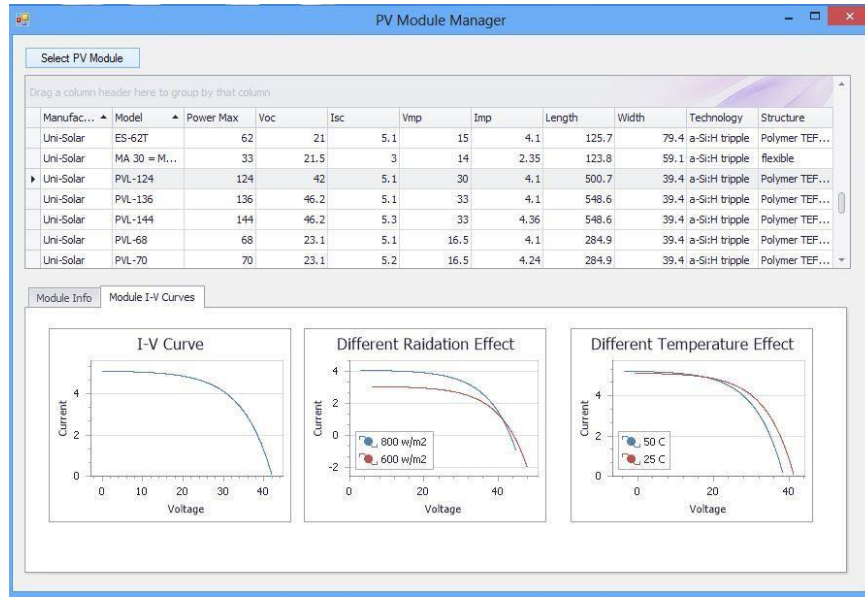 PV Module Manager
Select PV Module
Drag a column header here to group by that column
Manufac... Model Power Max Voc Isc Vmp Imp Length Width Technology Structure
Uni-Solar ES-62T 62 21 5.1 15 4.1 125.7 79.4 a-Si:H tripple Polymer TEF...
Uni-Solar MA 30 = M... 33 21.5 3 14 2.35 123.8 59.1 a-Si:H tripple flexible
Uni-Solar PVL-124 124 42 5.1 30 4.1 500.7 39.4 a-Si:H tripple Polymer TEF...
Uni-Solar PVL-136 136 46.2 5.1 33 4.1 548.6 39.4 a-Si:H tripple Polymer TEF...
Uni-Solar PVL-144 144 46.2 5.3 33 4.36 548.6 39.4 a-Si:H tripple Polymer TEF...
Uni-Solar PVL-68 68 23.1 5.1 16.5 4.1 284.9 39.4 a-Si:H tripple Polymer TEF...
Uni-Solar PVL-70 70 23.1 5.2 16.5 4.24 284.9 39.4 a-Si:H tripple Polymer TEF...
Module Info Module I-V Curves
I-V Curve
Current
4
2
0
0 10 20 30 40
Voltage
Different Raidation Effect
Current
4
2
0
-2
800 w/m2
600 w/m2
0 20 40
Voltage
Different Temperature Effect
Current
4
2
0
50 C
25 C
0 20 40
Voltage